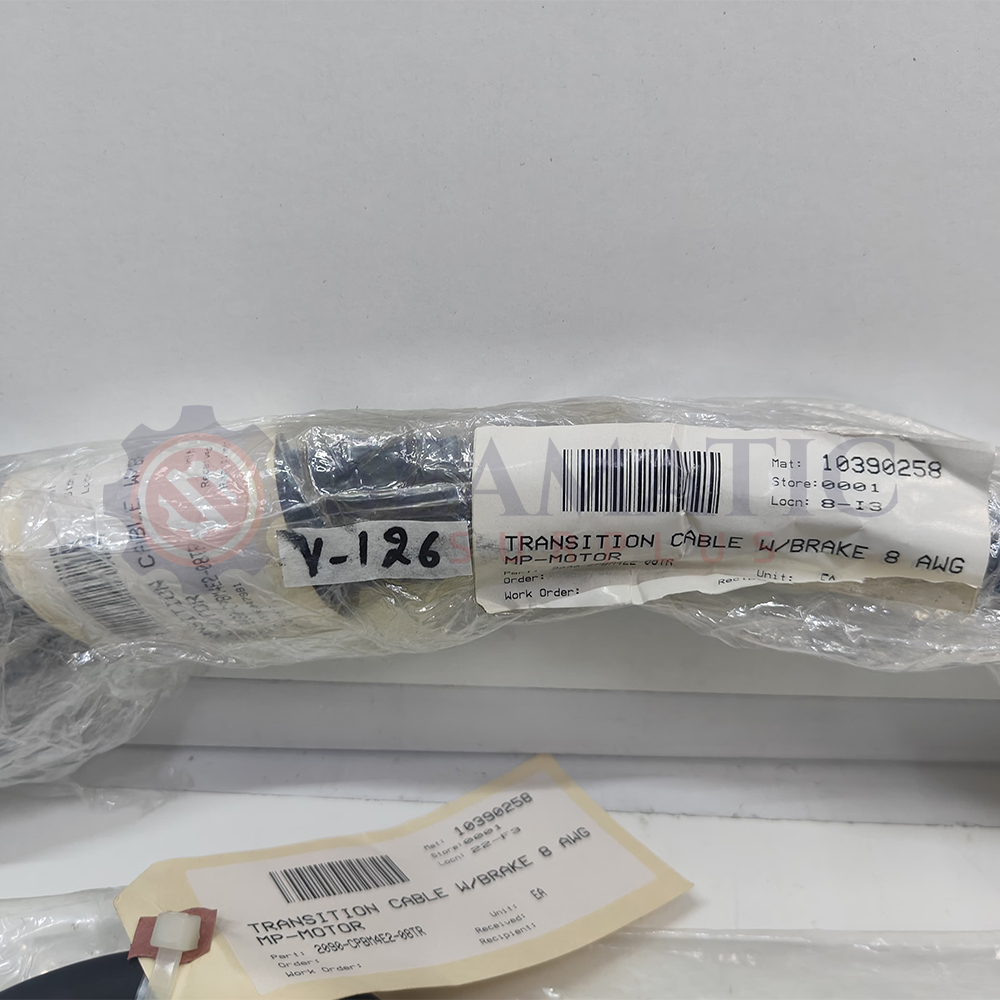 AMATIC
Mat: 10390258
Store:0001
Locn: 8-I3
V-126
TRANSITION CABLE W/BRAKE 8 AWG
MP-MOTOR
Order:
Unit: EA
Work Order:
CABLE W/B
Mat: 10390258
Store:0001
Locn: 22-F3
TRANSITION CABLE W/BRAKE 8 AWG
MP-MOTOR
Part: 2090-CPBM4E2-08TR
Unit: EA
Order:
Received:
Work Order:
Recipient: